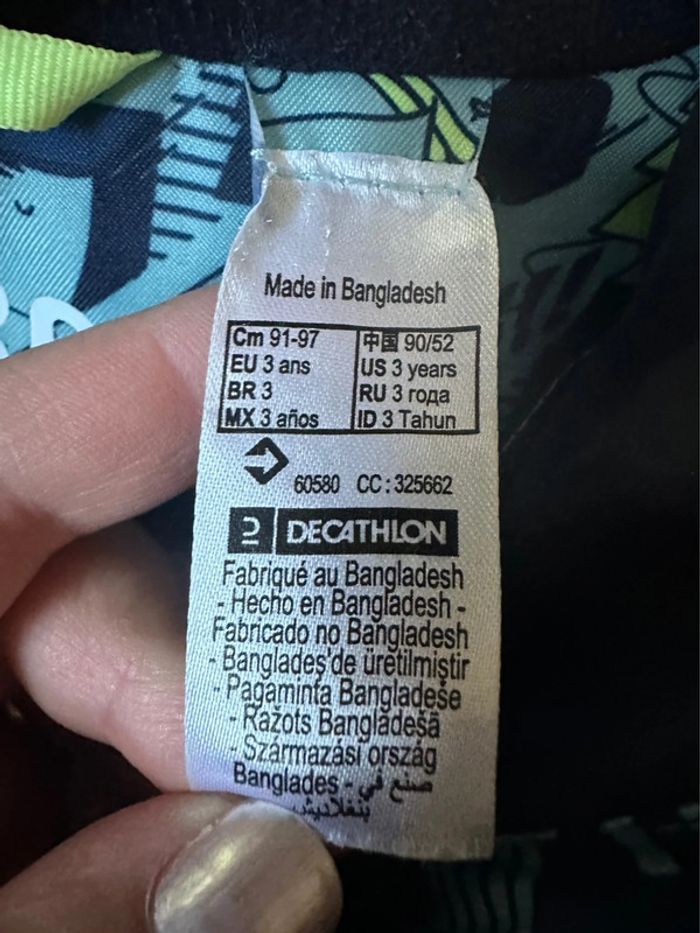 Made in Bangladesh
Cm 91-97
EU 3 ans
BR 3
MX 3 años
中国 90/52
US 3 years
RU 3 года
ID 3 Tahun
60580 CC: 325662
DECATHLON
Fabriqué au Bangladesh
- Hecho en Bangladesh -
Fabricado no Bangladesh
- Bangladeş'de üretilmiştir
- Pagaminta Bangladeše
- Ražots Bangladešā
- Származási ország
Banglades - صنع في
بنغلاديش